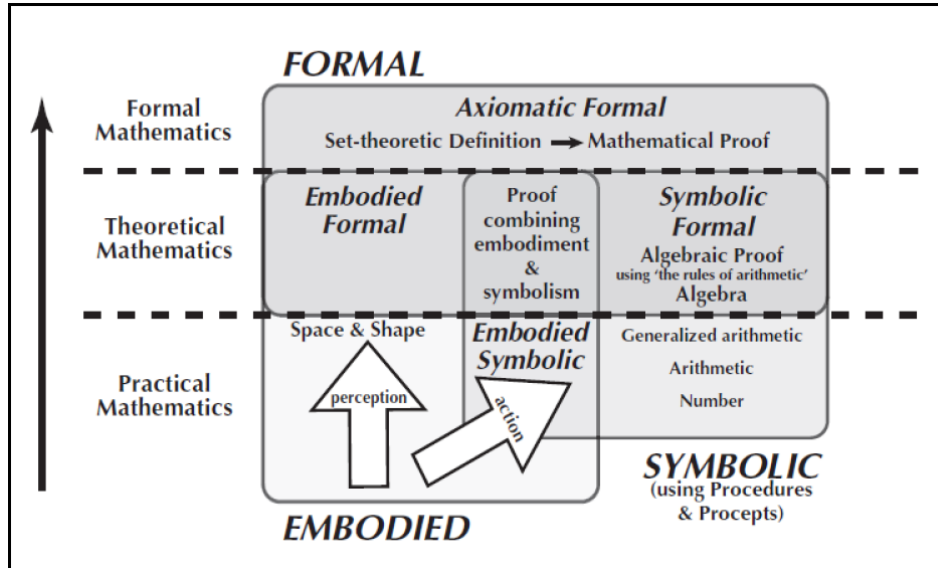 FORMAL
Formal
Mathematics
Axiomatic Formal
Set-theoretic Definition → Mathematical Proof
Theoretical
Mathematics
Embodied
Formal
Proof
combining
embodiment
&
symbolism
Symbolic
Formal
Algebraic Proof
using ‘the rules of arithmetic’
Algebra
Practical
Mathematics
Space & Shape
perception
Embodied
Symbolic
action
Generalized arithmetic
Arithmetic
Number
EMBODIED
SYMBOLIC
(using Procedures
& Procepts)